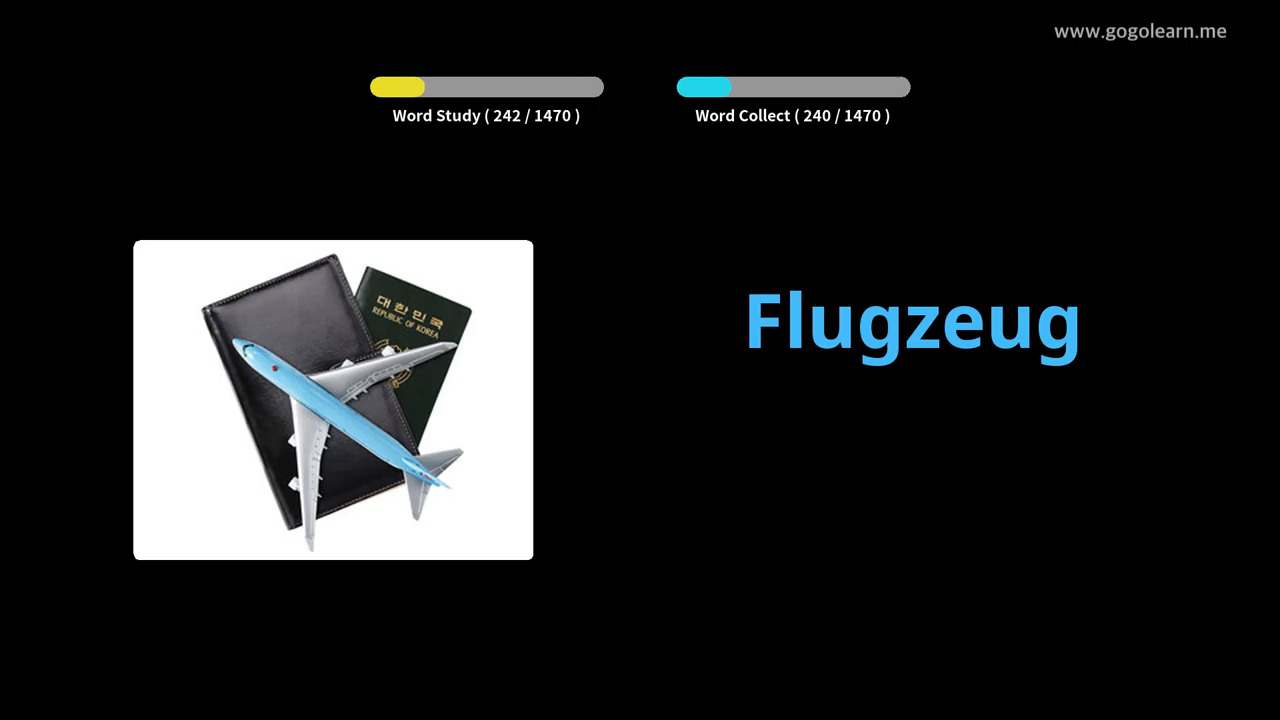 www.gogolearn.me
Word Study ( 242 / 1470 )
Word Collect ( 240 / 1470 )
대한민국
REPUBLIC OF KOREA
Flugzeug